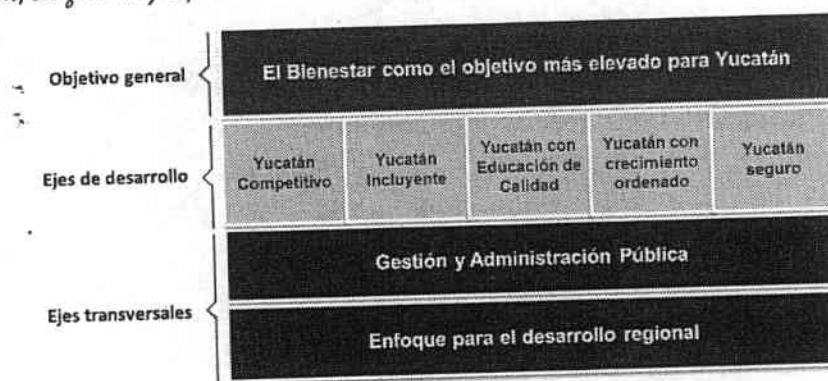 Objetivo general
El Bienestar como el objetivo más elevado para Yucatán
Ejes de desarrollo
Yucatán
Competitivo
Yucatán
Incluyente
Yucatán con
Educación de
Calidad
Yucatán con
crecimiento
ordenado
Yucatán
seguro
Ejes transversales
Gestión y Administración Pública
Enfoque para el desarrollo regional